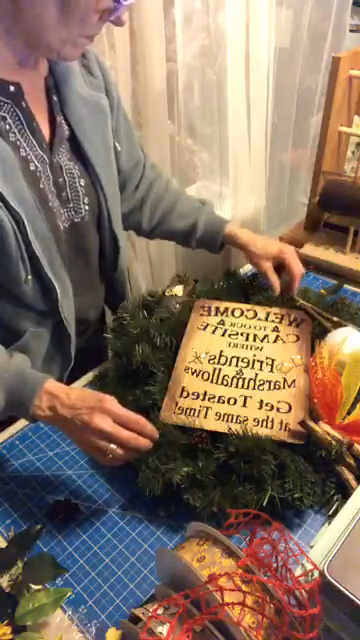 WELCOME
& TO OUR &
CAMPSITE
WHERE
Friends
& Marshmallows
Get Toasted
at the same Time!